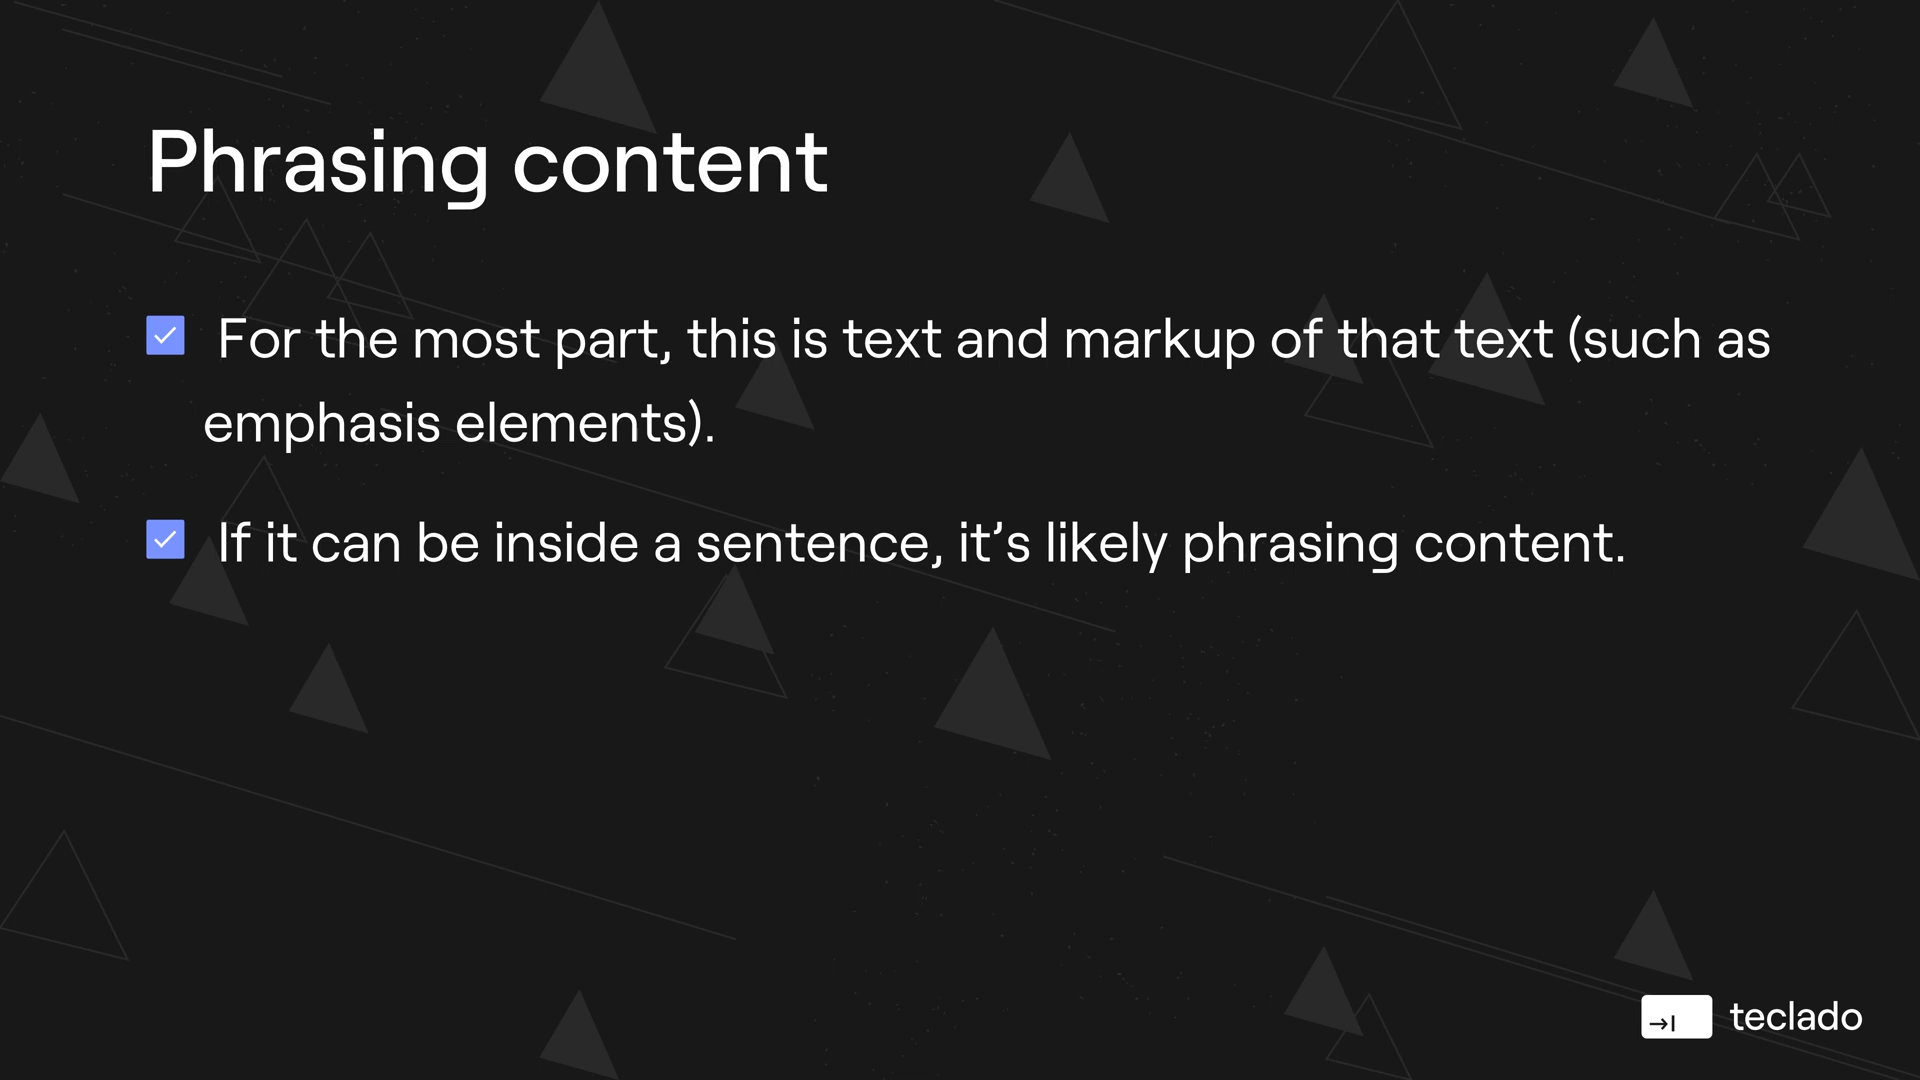 Phrasing content
For the most part, this is text and markup of that text (such as
emphasis elements).
If it can be inside a sentence, it’s likely phrasing content.
teclado